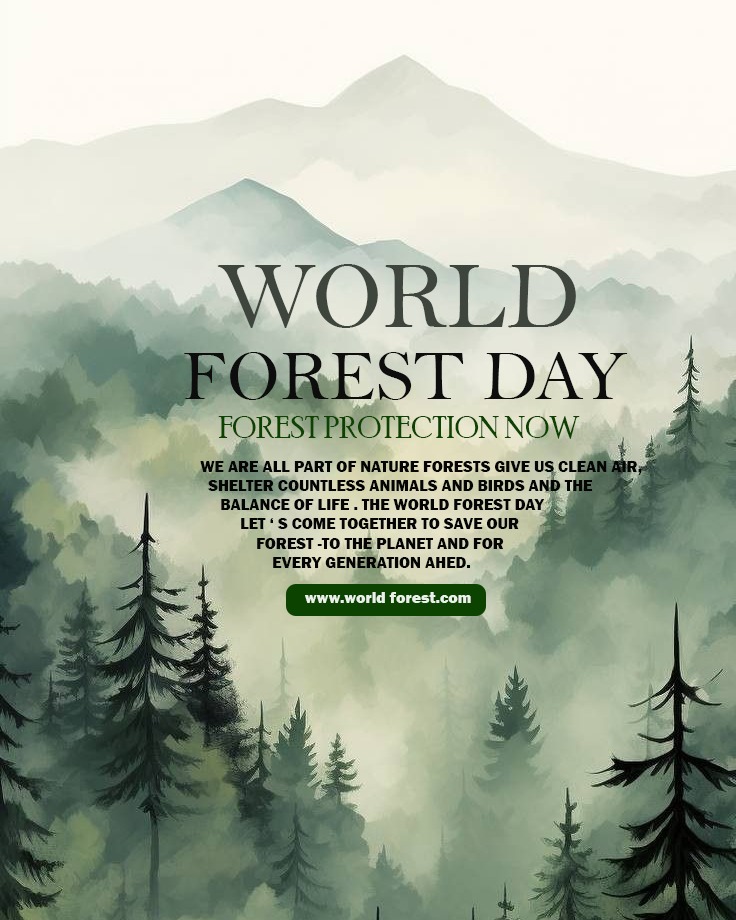 WORLD
FOREST DAY
FOREST PROTECTION NOW
WE ARE ALL PART OF NATURE FORESTS GIVE US CLEAN AIR,
SHELTER COUNTLESS ANIMALS AND BIRDS AND THE
BALANCE OF LIFE . THE WORLD FOREST DAY
LET ‘ S COME TOGETHER TO SAVE OUR
FOREST -TO THE PLANET AND FOR
EVERY GENERATION AHED.
www.world forest.com